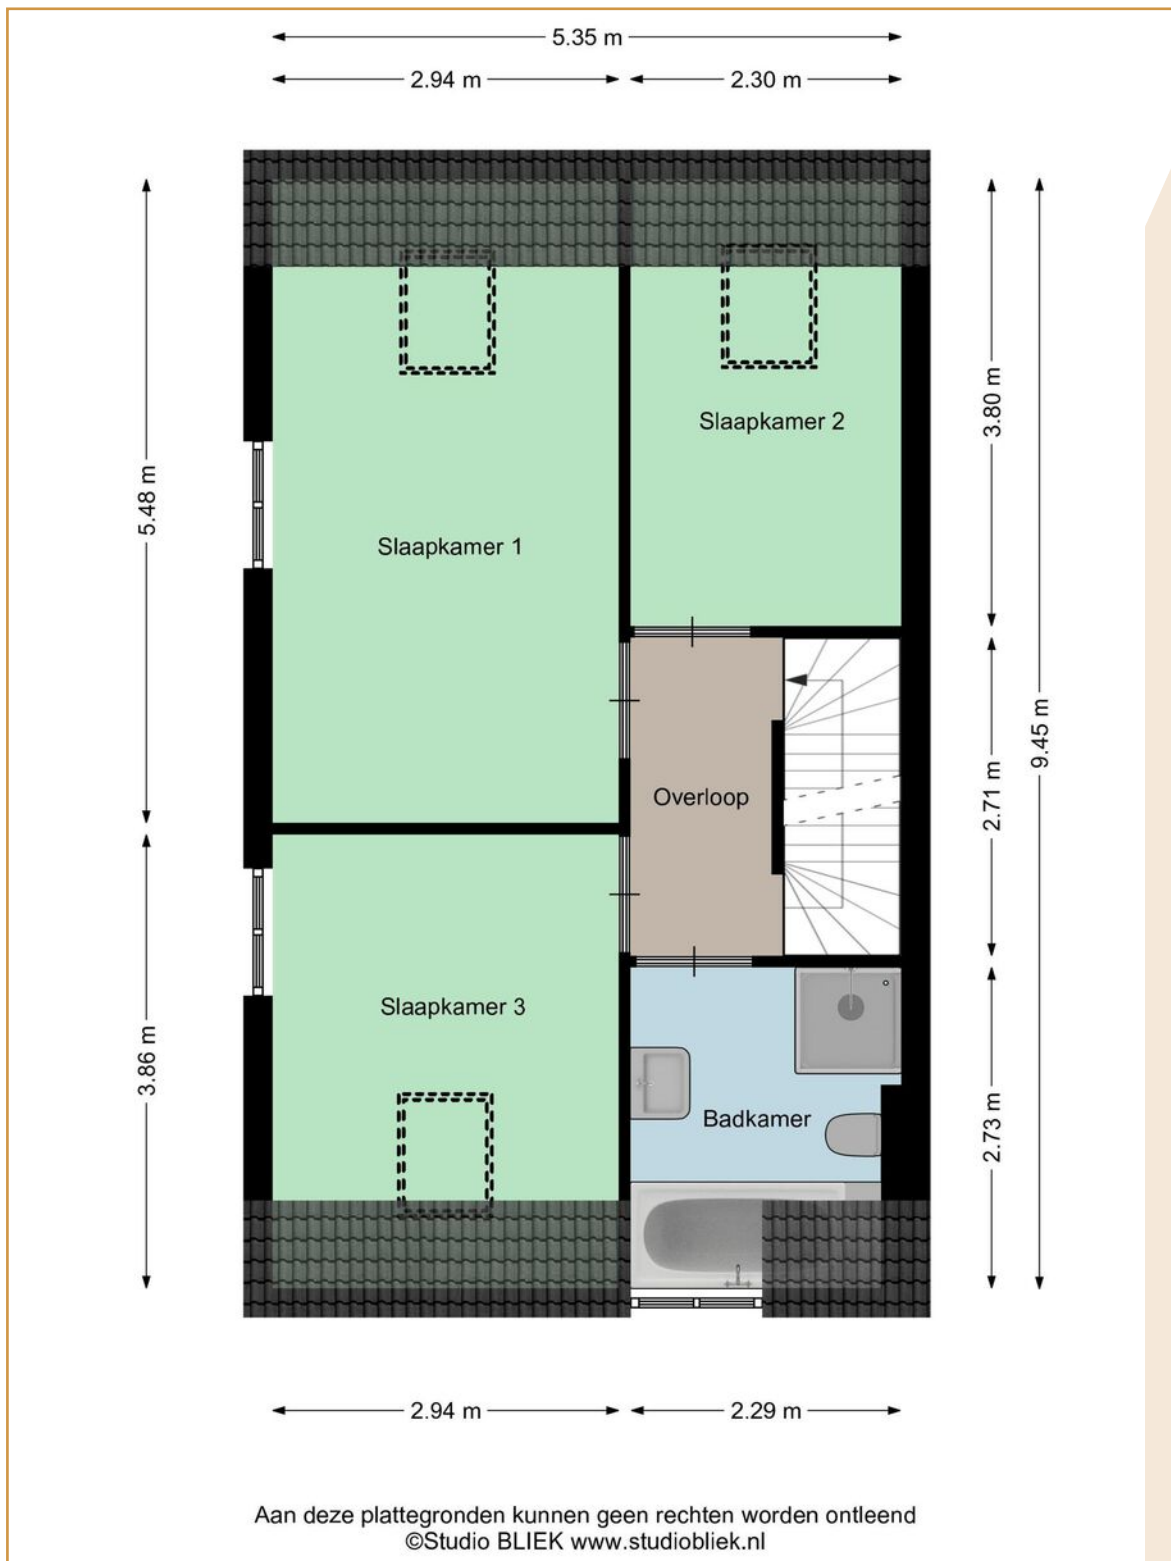 5.35 m
2.94 m
2.30 m
5.48 m
3.80 m
Slaapkamer 2
Slaapkamer 1
9.45 m
2.71 m
Overloop
Slaapkamer 3
3.86 m
2.73 m
Badkamer
2.94 m
2.29 m
Aan deze plattegronden kunnen geen rechten worden ontleend
©Studio BLIEK www.studiobliek.nl